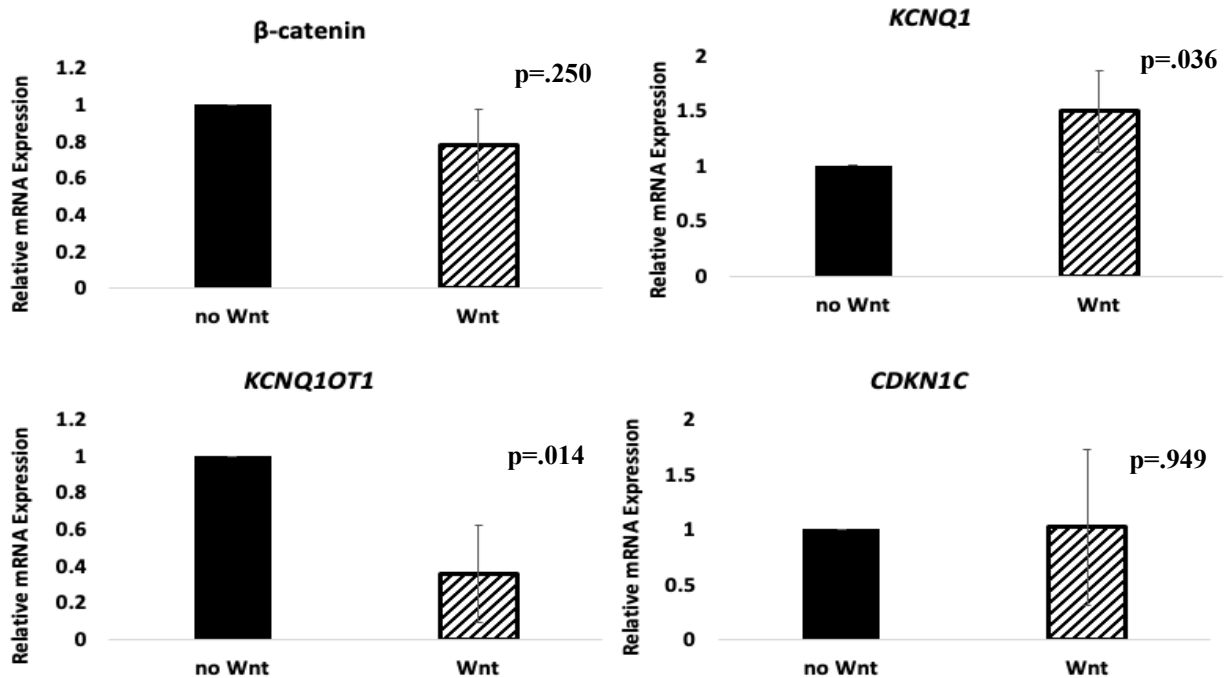 β-catenin
Relative mRNA Expression
1.2
1
0.8
0.6
0.4
0.2
0
p=.250
no Wnt
Wnt
KCNQ1
Relative mRNA Expression
2
1.5
1
0.5
0
p=.036
no Wnt
Wnt
KCNQ1OT1
Relative mRNA Expression
1.2
1
0.8
0.6
0.4
0.2
0
p=.014
no Wnt
Wnt
CDKN1C
Relative mRNA Expression
2
1.5
1
0.5
0
p=.949
no Wnt
Wnt